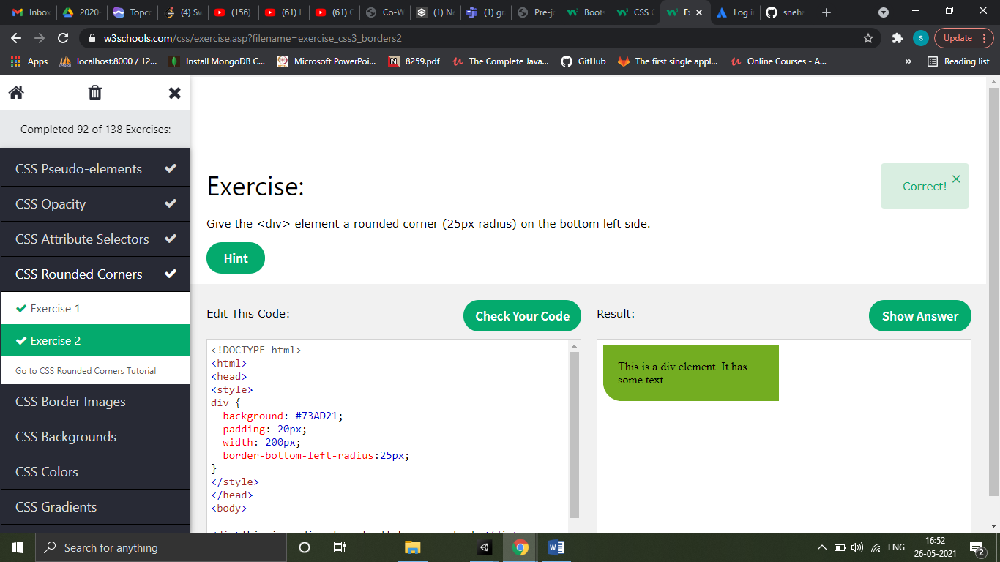 Inbox
2020-
Topco
(4) Sw
(156)
(61) H
(61) C
Co-W
(1) Ne
(1) gr
Pre-jo
Boots
CSS C
Ex
Log in
sneha
w3schools.com/css/exercise.asp?filename=exercise_css3_borders2
S
Update
Apps
localhost:8000 / 12...
Install MongoDB C...
Microsoft PowerPoi...
8259.pdf
The Complete Java...
GitHub
The first single appl...
Online Courses - A...
»
Reading list
Completed 92 of 138 Exercises:
CSS Pseudo-elements
CSS Opacity
CSS Attribute Selectors
CSS Rounded Corners
Exercise 1
Exercise 2
Go to CSS Rounded Corners Tutorial
CSS Border Images
CSS Backgrounds
CSS Colors
CSS Gradients
Exercise:
Correct!
Give the <div> element a rounded corner (25px radius) on the bottom left side.
Hint
Edit This Code:
Check Your Code
Result:
Show Answer
<!DOCTYPE html>
<html>
<head>
<style>
div {
  background: #73AD21;
  padding: 20px;
  width: 200px;
  border-bottom-left-radius:25px;
}
</style>
</head>
<body>
This is a div element. It has
some text.
Search for anything
ENG
16:52
26-05-2021
2